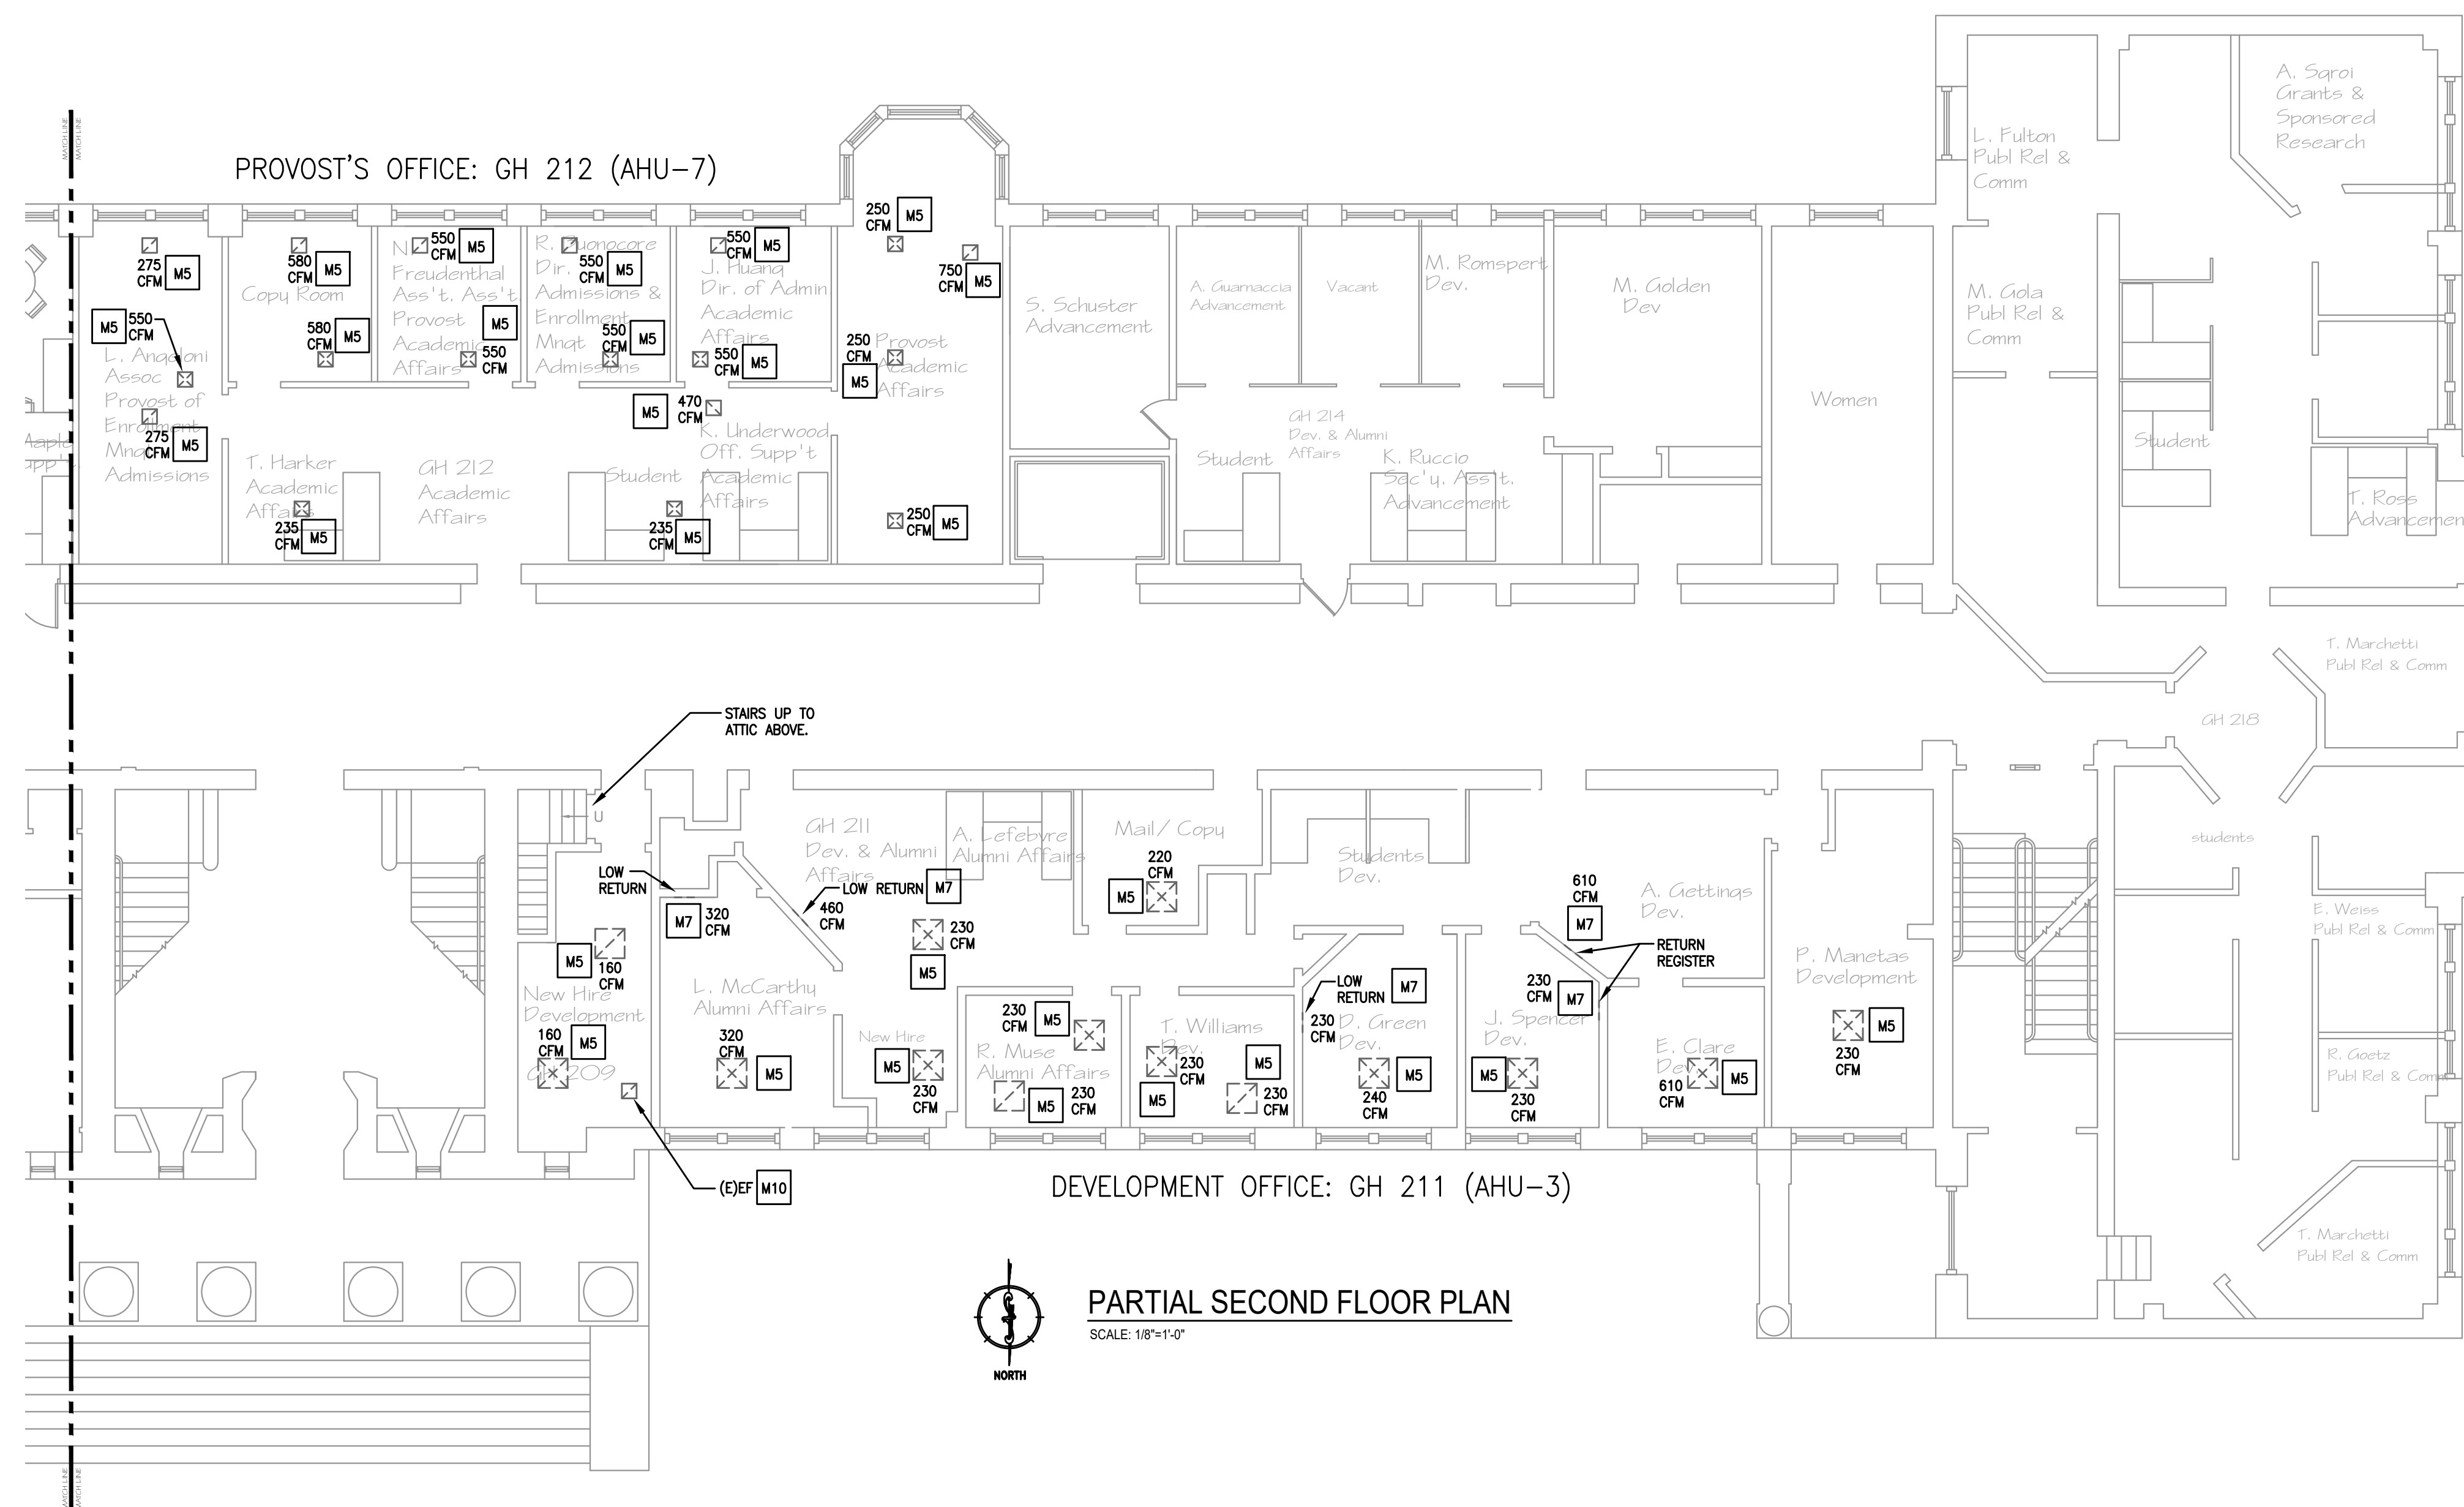 MATCH LINE
MATCH LINE
PROVOST'S OFFICE: GH 212 (AHU-7)
275
CFM
M5
M5
550
CFM
L. Angeloni
Assoc
Provost of
Enrollment
Mngt
Admissions
275
CFM
M5
580
CFM
M5
Copy Room
580
CFM
M5
550
CFM
M5
N
Freudenthal
Ass't. Ass't.
Provost
Academic
Affairs
M5
550
CFM
R. Buonocore
Dir.
Admissions &
Enrollment
Mngt
Admissions
550
CFM
M5
550
CFM
M5
550
CFM
M5
J. Huang
Dir. of Admin
Academic
Affairs
550
CFM
M5
250
CFM
M5
750
CFM
M5
250
CFM
M5
Provost
Academic
Affairs
250
CFM
M5
M5
470
CFM
K. Underwood
Off. Supp't
Academic
Affairs
T. Harker
Academic
Affairs
235
CFM
M5
GH 212
Academic
Affairs
Student
235
CFM
M5
S. Schuster
Advancement
A. Guarnaccia
Advancement
Vacant
M. Romspert
Dev.
M. Golden
Dev
Women
Student
GH 214
Dev. & Alumni
Affairs
K. Ruccio
Sec'y. Ass't.
Advancement
L. Fulton
Publ Rel &
Comm
A. Sgroi
Grants &
Sponsored
Research
M. Gola
Publ Rel &
Comm
Student
T. Ross
Advancemen
T. Marchetti
Publ Rel & Comm
GH 218
students
E. Weiss
Publ Rel & Comm
R. Goetz
Publ Rel & Comm
T. Marchetti
Publ Rel & Comm
STAIRS UP TO
ATTIC ABOVE.
U
LOW
RETURN
M7
320
CFM
GH 211
Dev. & Alumni
Affairs
LOW RETURN
M7
460
CFM
A. Lefebvre
Alumni Affairs
230
CFM
M5
Mail/ Copy
220
CFM
M5
Students
Dev.
610
CFM
M7
A. Gettings
Dev.
RETURN
REGISTER
P. Manetas
Development
M5
230
CFM
M5
160
CFM
New Hire
Development
160
CFM
M5
GH 209
L. McCarthy
Alumni Affairs
320
CFM
M5
New Hire
M5
230
CFM
230
CFM
M5
R. Muse
Alumni Affairs
M5
230
CFM
T. Williams
Dev.
230
CFM
M5
M5
230
CFM
LOW
RETURN
M7
230
CFM
D. Green
Dev.
M5
240
CFM
230
CFM
M7
J. Spencer
Dev.
M5
230
CFM
E. Clare
Dev.
610
CFM
M5
(E)EF
M10
DEVELOPMENT OFFICE: GH 211 (AHU-3)
PARTIAL SECOND FLOOR PLAN
SCALE: 1/8"=1'-0"
NORTH
MATCH LINE
MATCH LINE